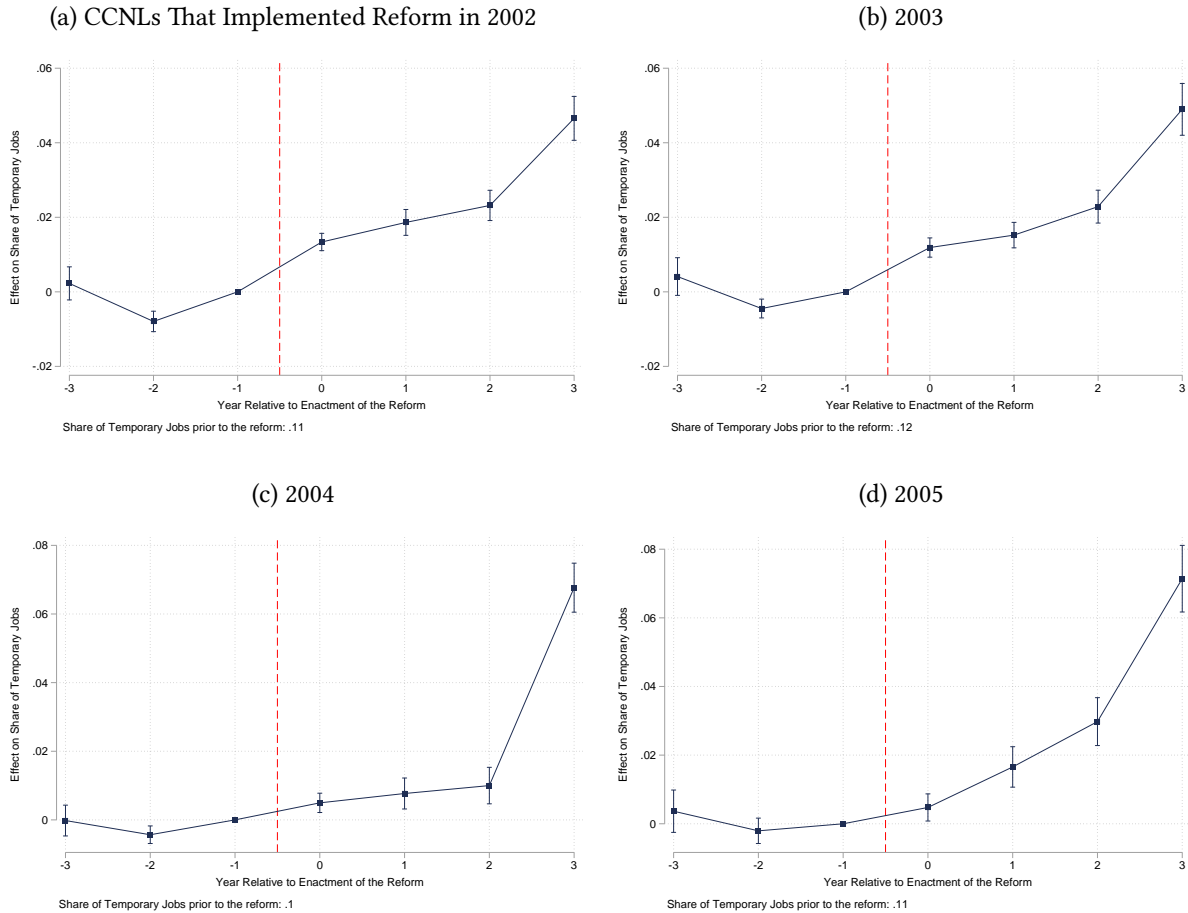 (a) CCNLs That Implemented Reform in 2002
.06
.04
.02
0
-.02
Effect on Share of Temporary Jobs
-3 -2 -1 0 1 2 3
Year Relative to Enactment of the Reform
Share of Temporary Jobs prior to the reform: .11
(b) 2003
.06
.04
.02
0
-.02
Effect on Share of Temporary Jobs
-3 -2 -1 0 1 2 3
Year Relative to Enactment of the Reform
Share of Temporary Jobs prior to the reform: .12
(c) 2004
.08
.06
.04
.02
0
Effect on Share of Temporary Jobs
-3 -2 -1 0 1 2 3
Year Relative to Enactment of the Reform
Share of Temporary Jobs prior to the reform: .1
(d) 2005
.08
.06
.04
.02
0
Effect on Share of Temporary Jobs
-3 -2 -1 0 1 2 3
Year Relative to Enactment of the Reform
Share of Temporary Jobs prior to the reform: .11